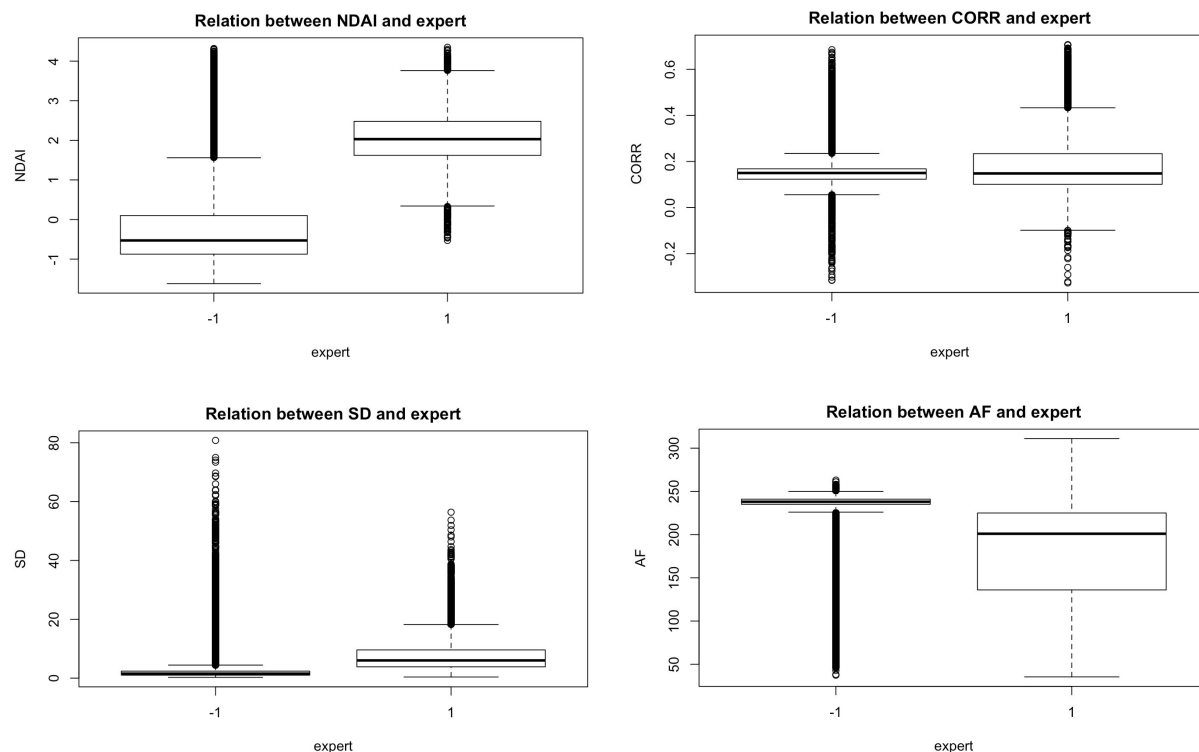 Relation between NDAI and expert
NDAI
4
3
2
1
0
-1
-1 1
expert
Relation between CORR and expert
CORR
0.6
0.4
0.2
0.0
-0.2
-1 1
expert
Relation between SD and expert
SD
80
60
40
20
0
-1 1
expert
Relation between AF and expert
AF
300
250
200
150
100
50
-1 1
expert